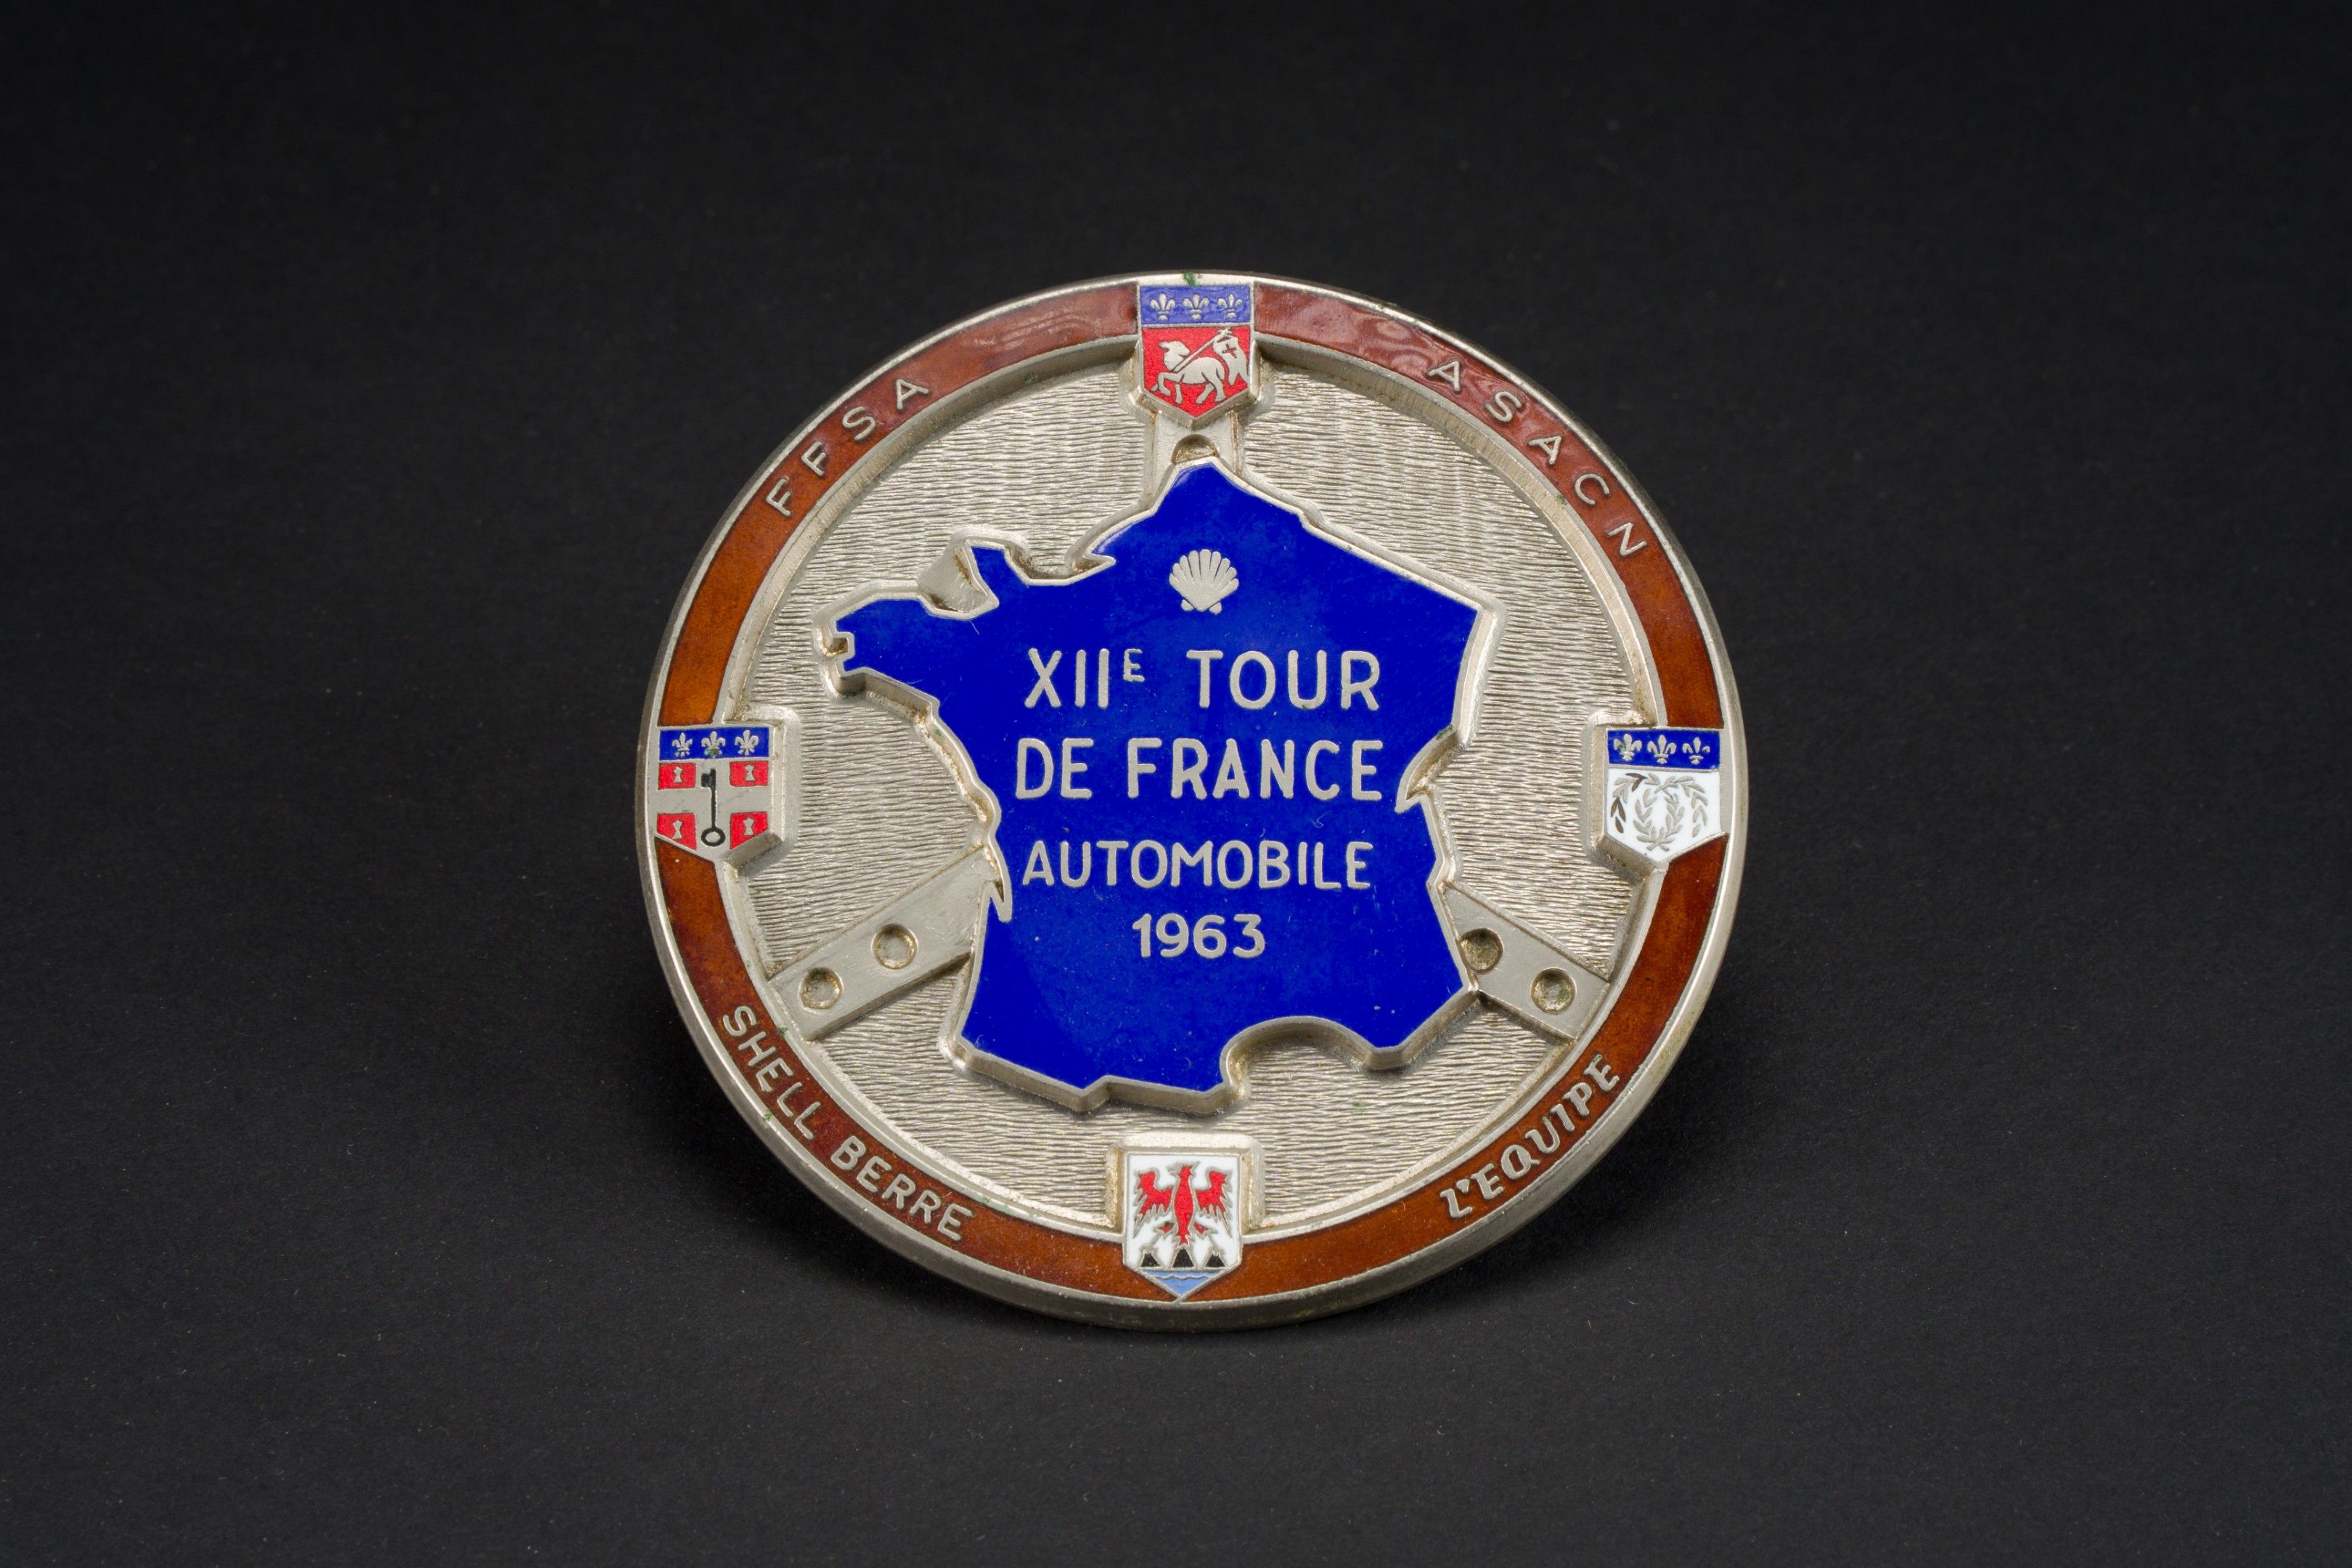 FFSA
ASACN
XIIE TOUR
DE FRANCE
AUTOMOBILE
1963
SHELL BERRE
L'EQUIPE